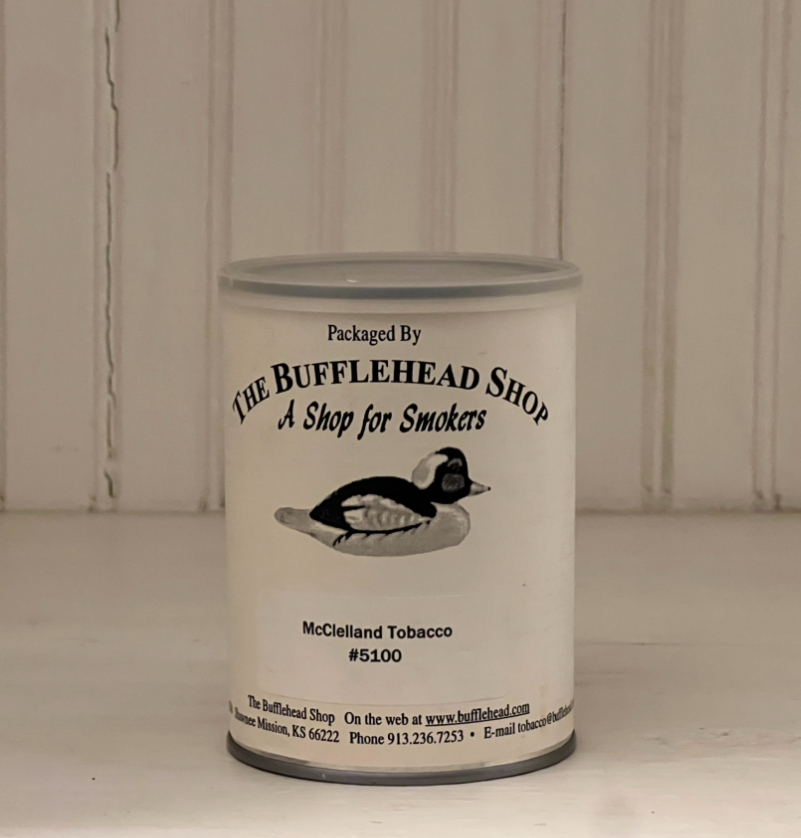 Packaged By
THE BUFFLEHEAD SHOP
A Shop for Smokers
McClelland Tobacco
#5100
The Bufflehead Shop On the web at www.bufflehead.com
Mission, KS 66222 Phone 913.236.7253 • E-mail